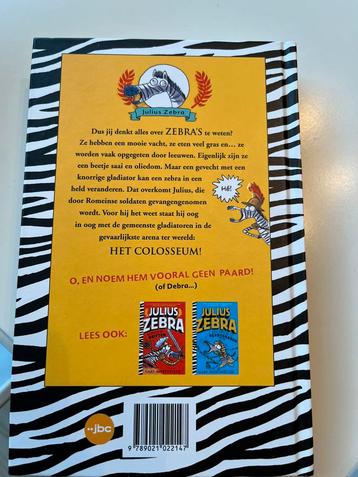 Julius Zebra
Dus jij denkt alles over ZEBRA'S te weten?
Ze hebben een mooie vacht, ze eten veel gras en... ze
worden vaak opgegeten door leeuwen. Eigenlijk zijn ze
een beetje saai en oliedom. Maar een gevecht met een
knorrige gladiator kan een zebra in een
held veranderen. Dat overkomt Julius, die
door Romeinse soldaten gevangengenomen
wordt. Voor hij het weet staat hij oog
in oog met de gemeenste gladiatoren in de
gevaarlijkste arena ter wereld:
HET COLOSSEUM!
HÉ!
O, EN NOEM HEM VOORAL GEEN PAARD!
(of Debra...)
LEES OOK:
JULIUS
ZEBRA
JULIUS
ZEBRA
jbc
9 789021 022147